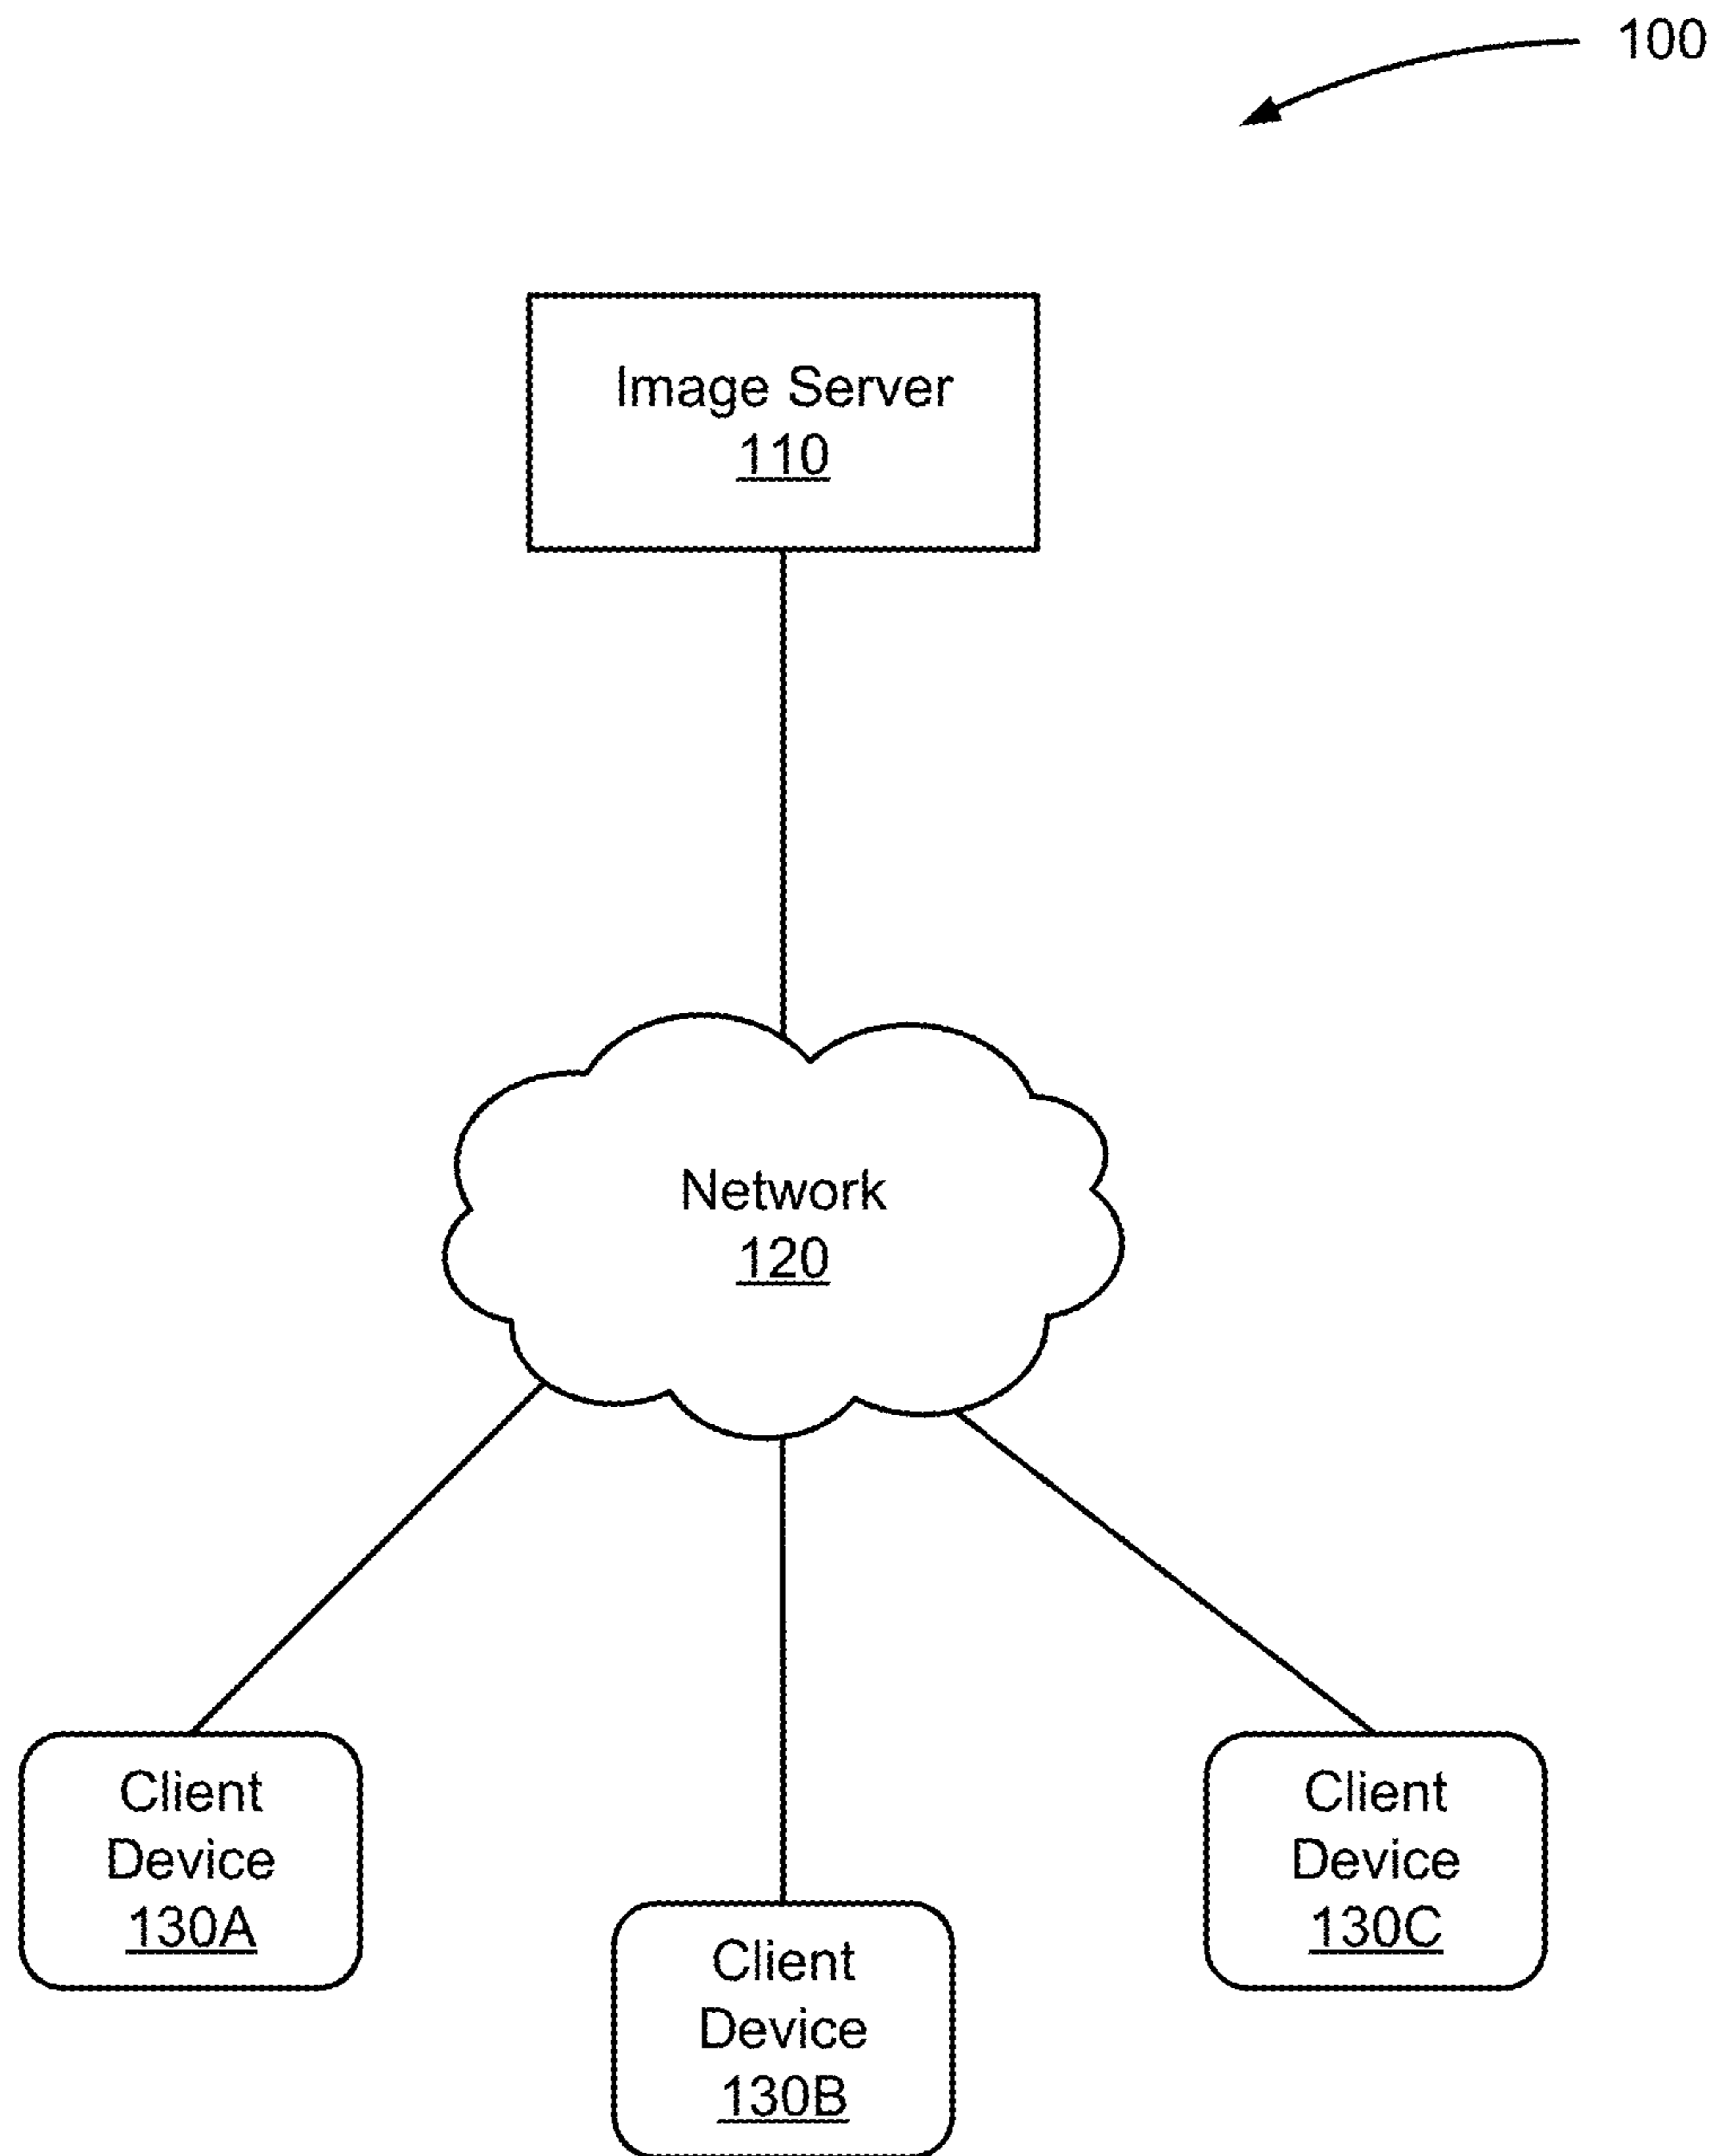 100
Image Server
110
Network
120
Client
Device
130A
Client
Device
130B
Client
Device
130C